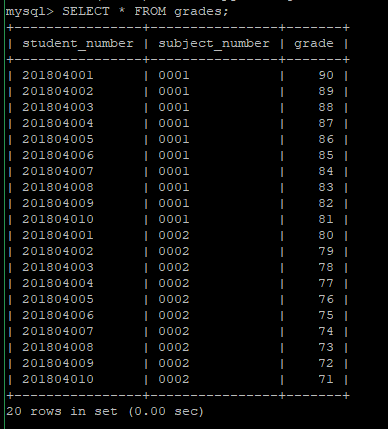 mysql> SELECT * FROM grades;
+----------------+----------------+-------+
| student_number | subject_number | grade |
+----------------+----------------+-------+
| 201804001      | 0001           |    90 |
| 201804002      | 0001           |    89 |
| 201804003      | 0001           |    88 |
| 201804004      | 0001           |    87 |
| 201804005      | 0001           |    86 |
| 201804006      | 0001           |    85 |
| 201804007      | 0001           |    84 |
| 201804008      | 0001           |    83 |
| 201804009      | 0001           |    82 |
| 201804010      | 0001           |    81 |
| 201804001      | 0002           |    80 |
| 201804002      | 0002           |    79 |
| 201804003      | 0002           |    78 |
| 201804004      | 0002           |    77 |
| 201804005      | 0002           |    76 |
| 201804006      | 0002           |    75 |
| 201804007      | 0002           |    74 |
| 201804008      | 0002           |    73 |
| 201804009      | 0002           |    72 |
| 201804010      | 0002           |    71 |
+----------------+----------------+-------+
20 rows in set (0.00 sec)